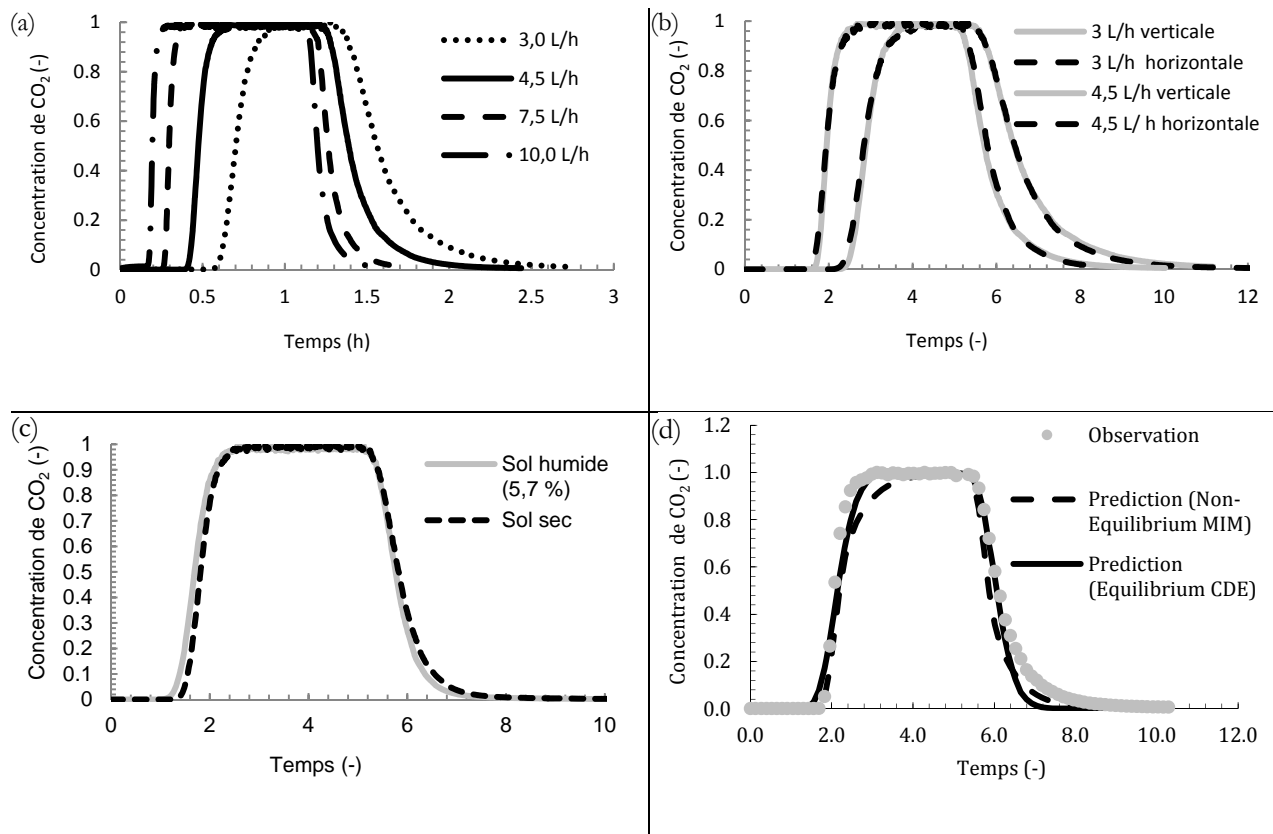 (a)
Concentration de CO2 (-)
1
0.8
0.6
0.4
0.2
0
0
0.5
1
1.5
2
2.5
3
Temps (h)
3,0 L/h
4,5 L/h
7,5 L/h
10,0 L/h
(b)
Concentration de CO2 (-)
1
0.8
0.6
0.4
0.2
0
0
2
4
6
8
10
12
Temps (-)
3 L/h verticale
3 L/h horizontale
4,5 L/h verticale
4,5 L/ h horizontale
(c)
Concentration de CO2 (-)
1
0.9
0.8
0.7
0.6
0.5
0.4
0.3
0.2
0.1
0
0
2
4
6
8
10
Temps (-)
Sol humide
(5,7 %)
Sol sec
(d)
Concentration de CO2 (-)
1.2
1.0
0.8
0.6
0.4
0.2
0.0
0.0
2.0
4.0
6.0
8.0
10.0
12.0
Temps (-)
Observation
Prediction (Non-
Equilibrium MIM)
Prediction
(Equilibrium CDE)